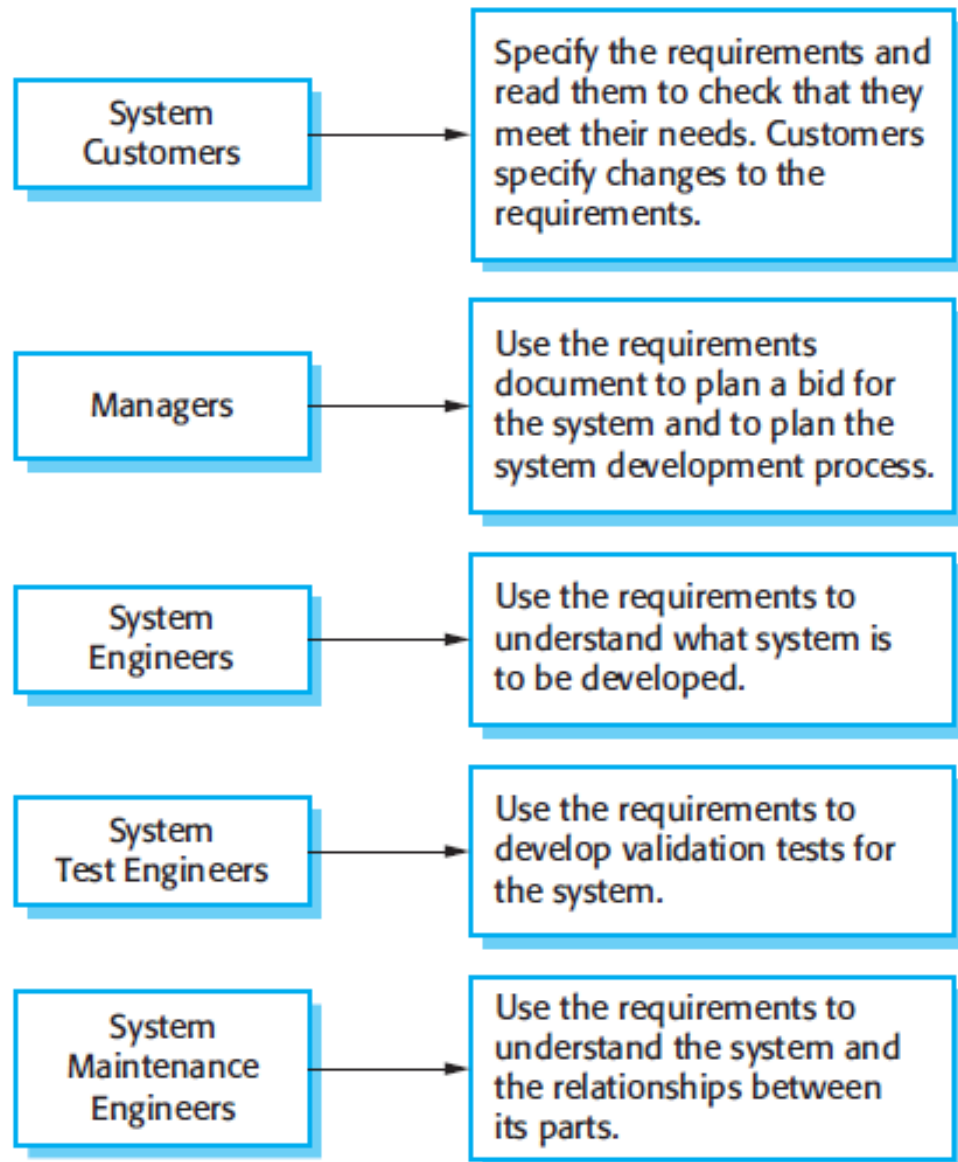 System
Customers
Specify the requirements and
read them to check that they
meet their needs. Customers
specify changes to the
requirements.
Managers
Use the requirements
document to plan a bid for
the system and to plan the
system development process.
System
Engineers
Use the requirements to
understand what system is
to be developed.
System
Test Engineers
Use the requirements to
develop validation tests for
the system.
System
Maintenance
Engineers
Use the requirements to
understand the system and
the relationships between
its parts.